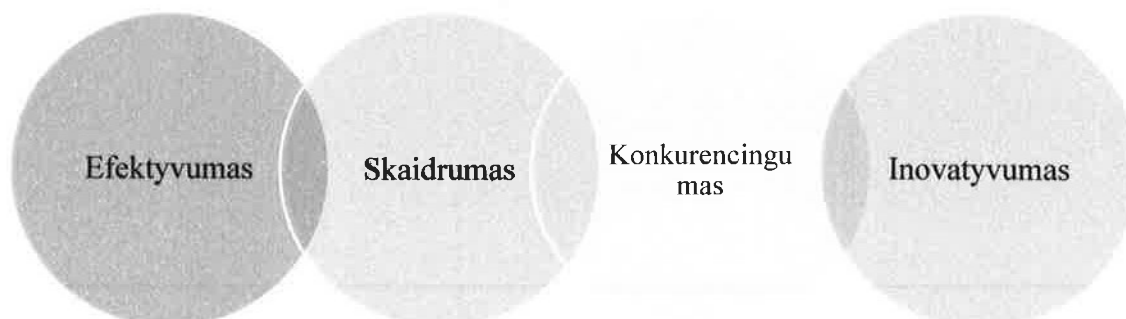 Efektyvumas
Skaidrumas
Konkurencingu
mas
Inovatyvumas